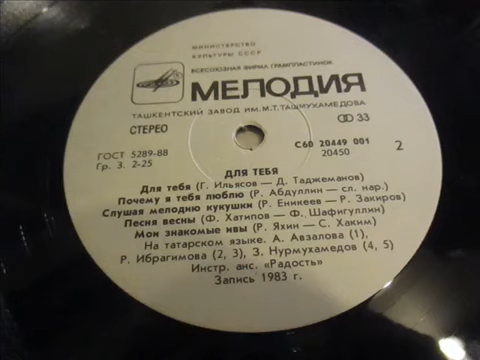 МИНИСТЕРСТВО
КУЛЬТУРЫ СССР
ВСЕСОЮЗНАЯ ФИРМА ГРАМПЛАСТИНОК
МЕЛОДИЯ
ТАШКЕНТСКИЙ ЗАВОД ИМ. М.Т. ТАШМУХАМЕДОВА
СТЕРЕО
33
ГОСТ 5289-88
Гр. 3. 2-25
С60 20449 001
20450
2
ДЛЯ ТЕБЯ
Для тебя (Г. Ильясов — Д. Таджеманов)
Почему я тебя люблю (Р. Абдуллин — сл. нар.)
Слушая мелодию кукушки (Р. Еникеев — Р. Закиров)
Песня весны (Ф. Хатипов — Ф. Шафигуллин)
Мои знакомые ивы (Р. Яхин — С. Хаким)
На татарском языке. А. Авзалова (1),
Р. Ибрагимова (2, 3), З. Нурмухамедов (4, 5)
Инстр. анс. «Радость»
Запись 1983 г.